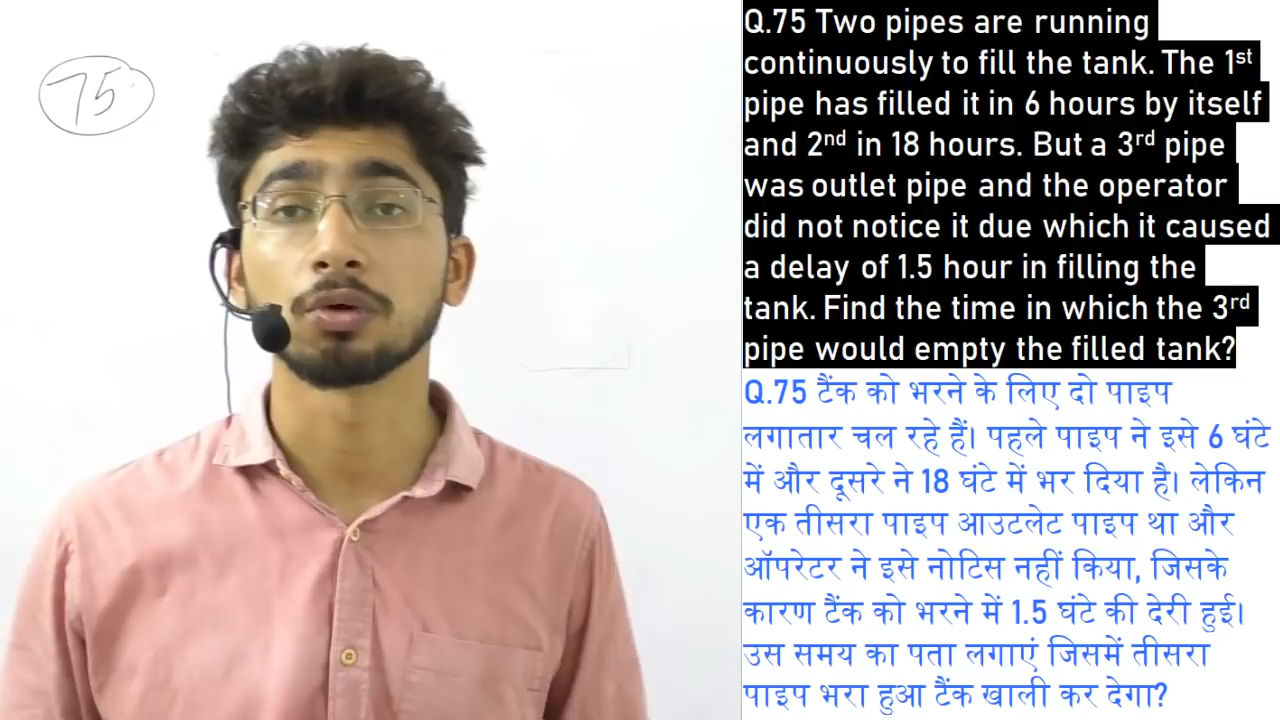 75
Q.75 Two pipes are running
continuously to fill the tank. The 1st
pipe has filled it in 6 hours by itself
and 2nd in 18 hours. But a 3rd pipe
was outlet pipe and the operator
did not notice it due which it caused
a delay of 1.5 hour in filling the
tank. Find the time in which the 3rd
pipe would empty the filled tank?
Q.75 टैंक को भरने के लिए दो पाइप
लगातार चल रहे हैं। पहले पाइप ने इसे 6 घंटे
में और दूसरे ने 18 घंटे में भर दिया है। लेकिन
एक तीसरा पाइप आउटलेट पाइप था और
ऑपरेटर ने इसे नोटिस नहीं किया, जिसके
कारण टैंक को भरने में 1.5 घंटे की देरी हुई।
उस समय का पता लगाएं जिसमें तीसरा
पाइप भरा हुआ टैंक खाली कर देगा?